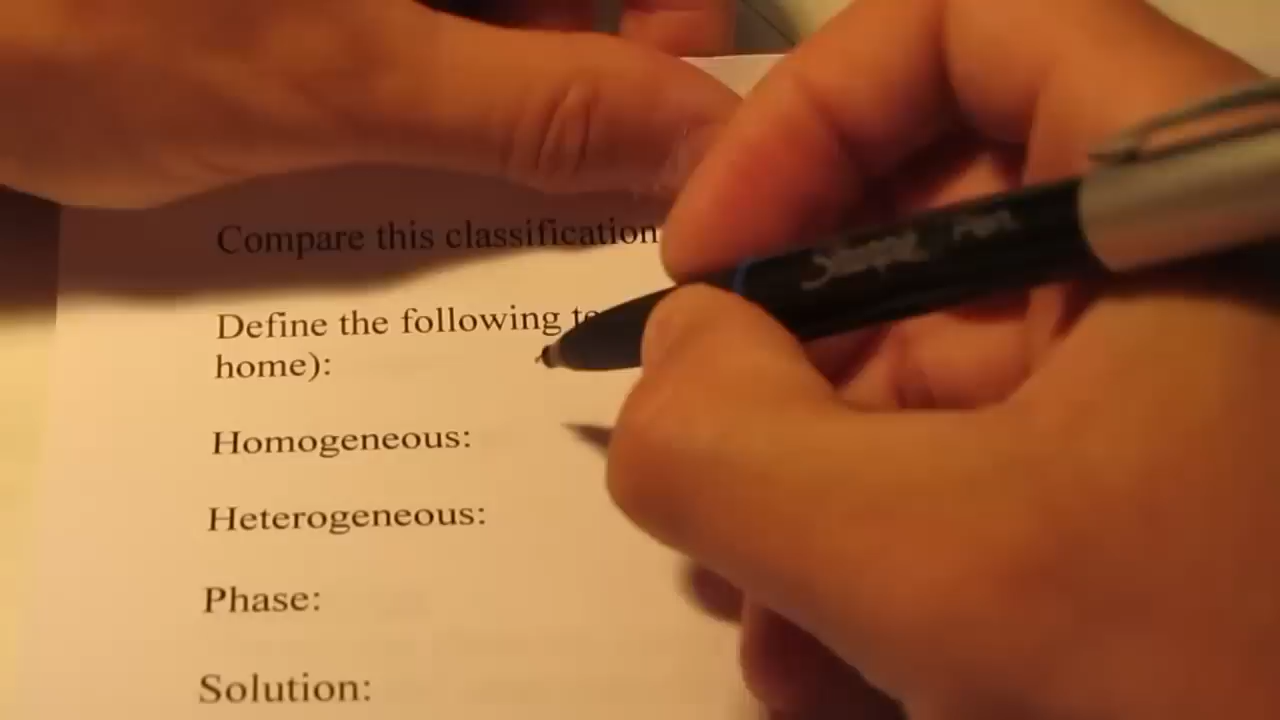 Compare this classification
Define the following
home):
Homogeneous:
Heterogeneous:
Phase:
Solution: